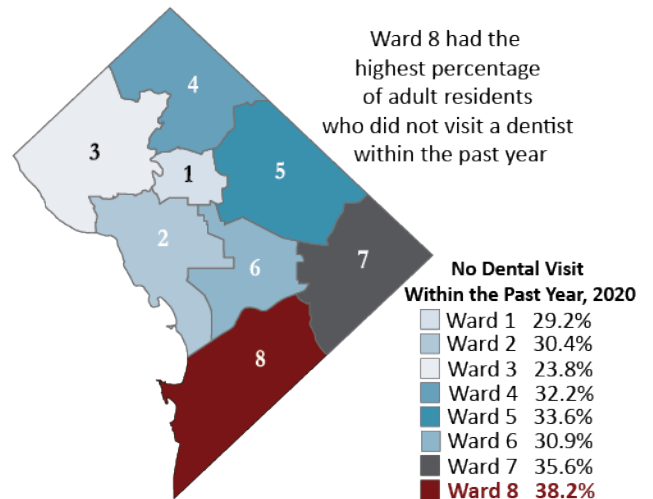 Ward 8 had the
highest percentage
of adult residents
who did not visit a dentist
within the past year
4
3
1
5
2
6
7
8
No Dental Visit
Within the Past Year, 2020
Ward 1 29.2%
Ward 2 30.4%
Ward 3 23.8%
Ward 4 32.2%
Ward 5 33.6%
Ward 6 30.9%
Ward 7 35.6%
Ward 8 38.2%